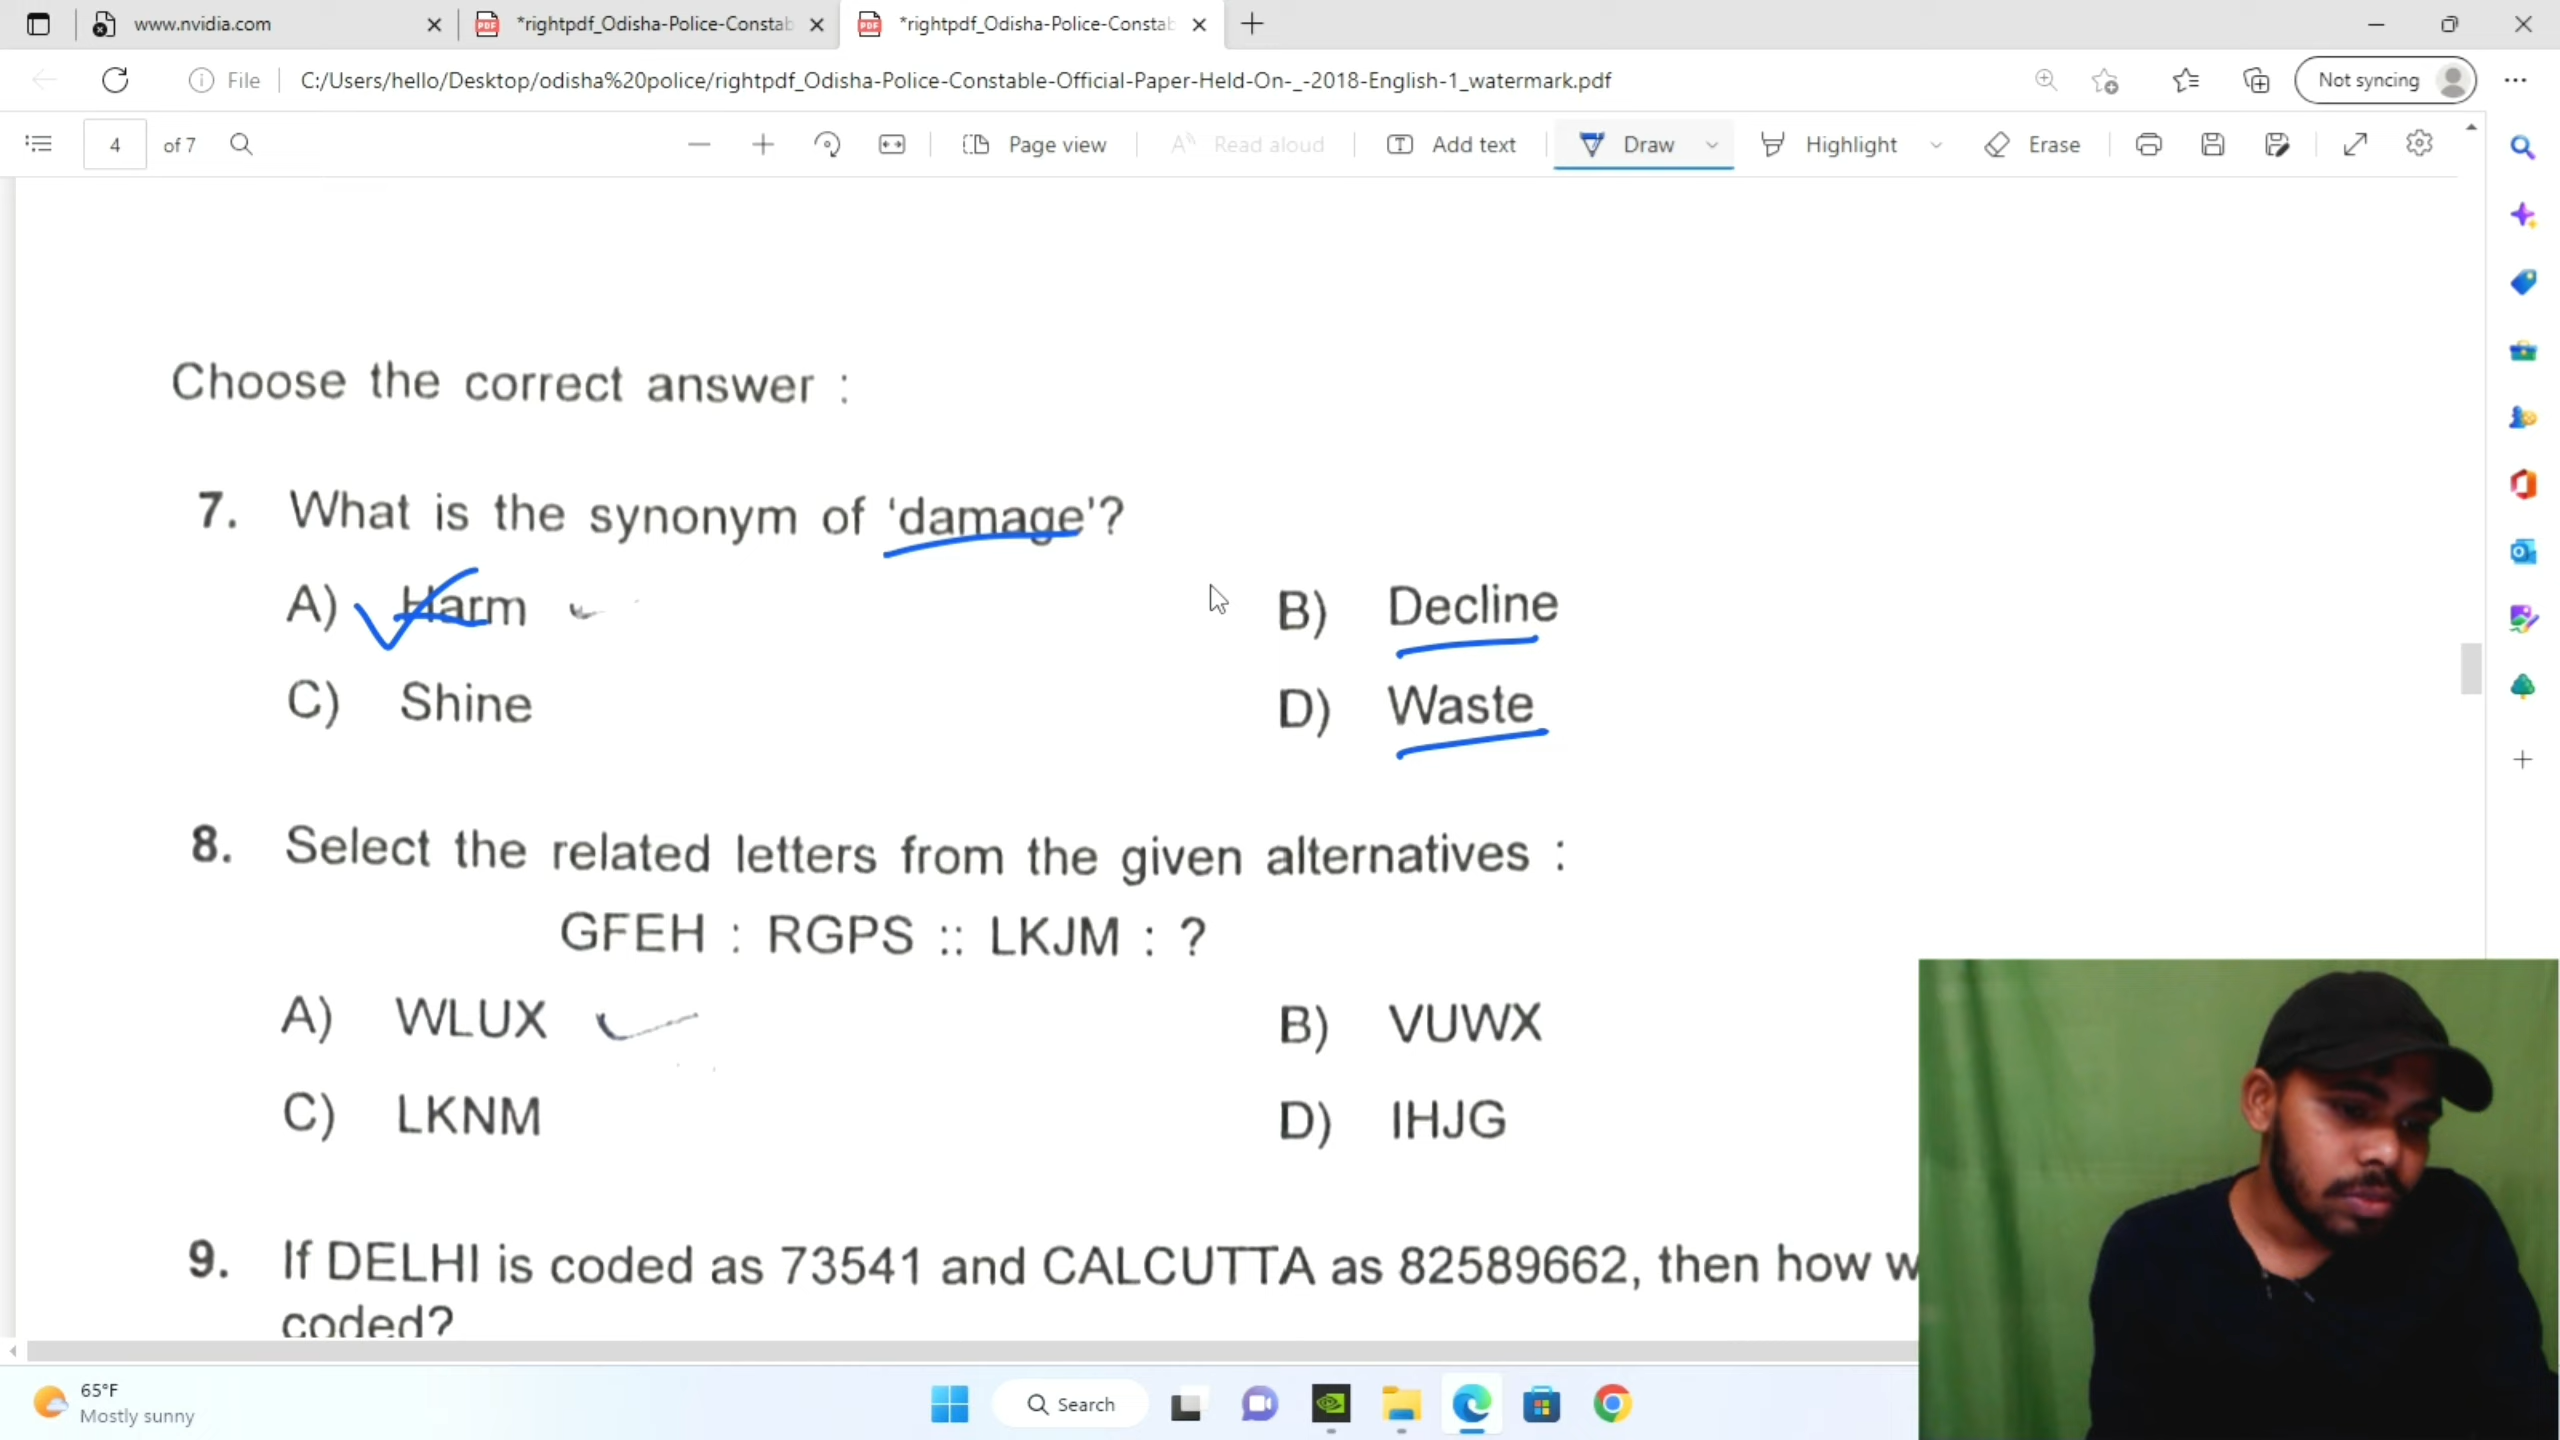 www.nvidia.com
*rightpdf_Odisha-Police-Constab
*rightpdf_Odisha-Police-Constab
File
C:/Users/hello/Desktop/odisha%20police/rightpdf_Odisha-Police-Constable-Official-Paper-Held-On-_-2018-English-1_watermark.pdf
Not syncing
4 of 7
Page view
Read aloud
Add text
Draw
Highlight
Erase
Choose the correct answer :
7. What is the synonym of ‘damage’?
A) Harm B) Decline
C) Shine D) Waste
8. Select the related letters from the given alternatives :
GFEH : RGPS :: LKJM : ?
A) WLUX B) VUWX
C) LKNM D) IHJG
9. If DELHI is coded as 73541 and CALCUTTA as 82589662, then how w
coded?
65°F
Mostly sunny
Search